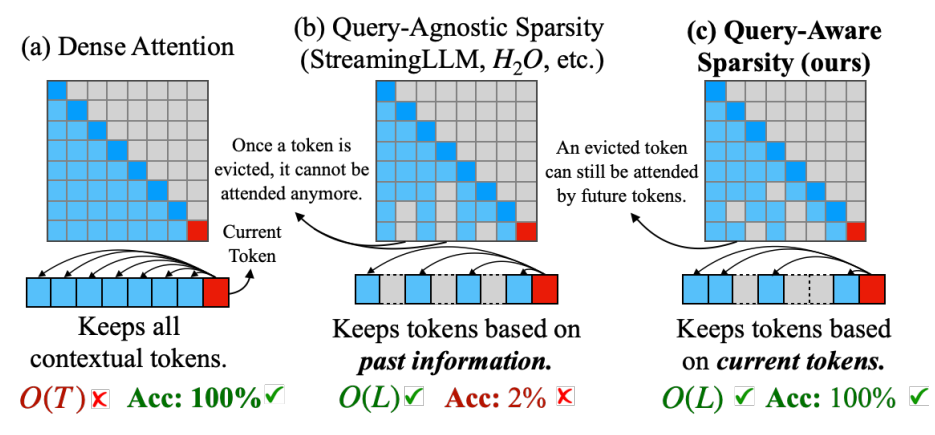 (a) Dense Attention
(b) Query-Agnostic Sparsity
(StreamingLLM, H₂O, etc.)
(c) Query-Aware
Sparsity (ours)
Once a token is
evicted, it cannot be
attended anymore.
An evicted token
can still be attended
by future tokens.
Current
Token
Keeps all
contextual tokens.
O(T) ✗ Acc: 100% ✓
Keeps tokens based on
past information.
O(L) ✓ Acc: 2% ✗
Keeps tokens based
on current tokens.
O(L) ✓ Acc: 100% ✓